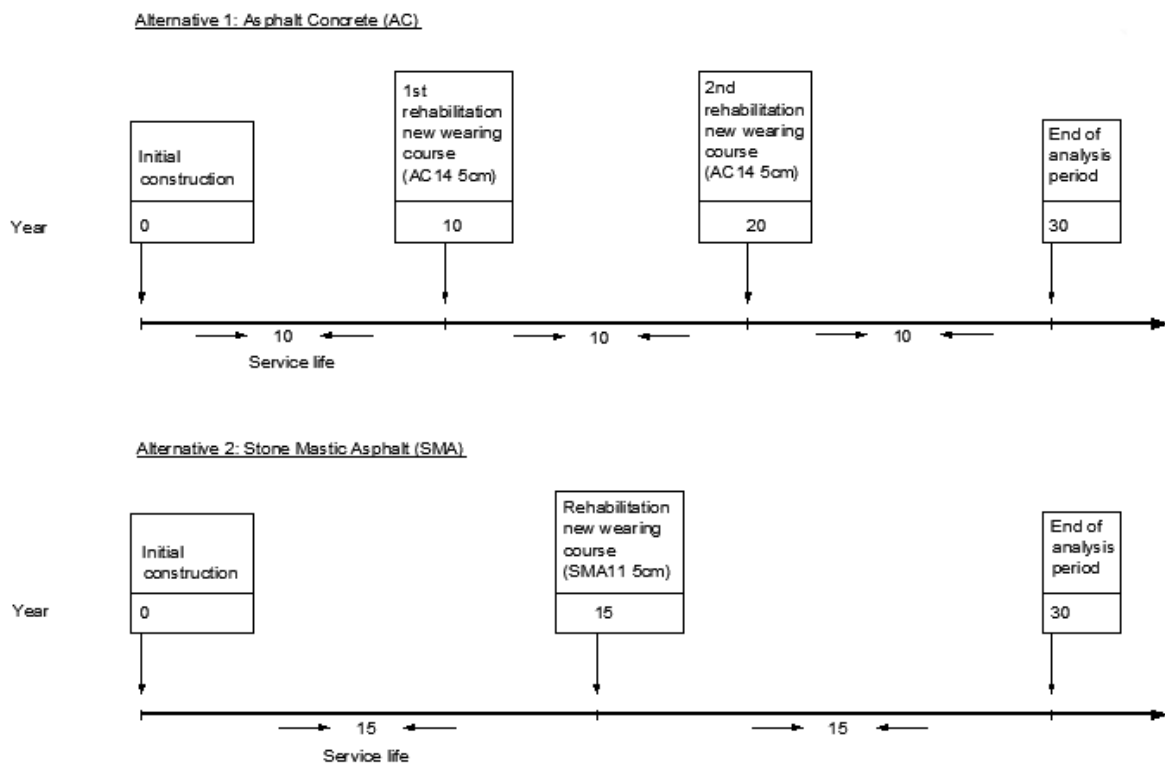 Alternative 1: Asphalt Concrete (AC)
Initial
construction
0
1st
rehabilitation
new wearing
course
(AC14 5cm)
10
2nd
rehabilitation
new wearing
course
(AC14 5cm)
20
End of
analysis
period
30
Year
10
10
10
Service life
Alternative 2: Stone Mastic Asphalt (SMA)
Initial
construction
0
Rehabilitation
new wearing
course
(SMA11 5cm)
15
End of
analysis
period
30
Year
15
15
Service life